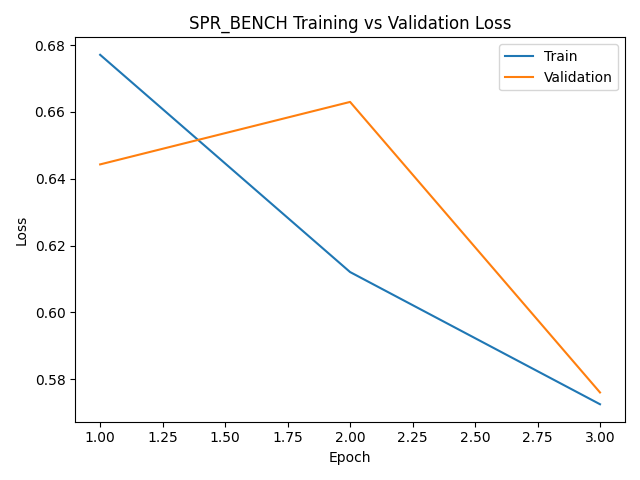 SPR_BENCH Training vs Validation Loss
Train
Validation
0.68
0.66
0.64
0.62
0.60
0.58
Loss
1.00 1.25 1.50 1.75 2.00 2.25 2.50 2.75 3.00
Epoch